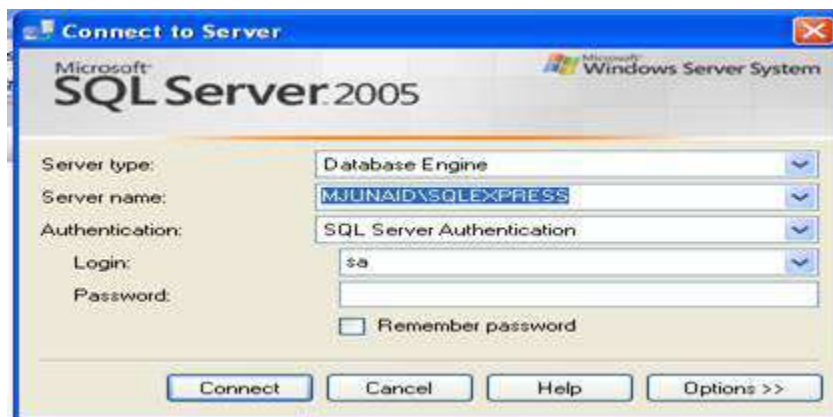 Connect to Server
Microsoft
SQL Server 2005
Microsoft
Windows Server System
Server type: Database Engine
Server name: MJUNAID\SQLEXPRESS
Authentication: SQL Server Authentication
Login: sa
Password:
Remember password
Connect Cancel Help Options >>